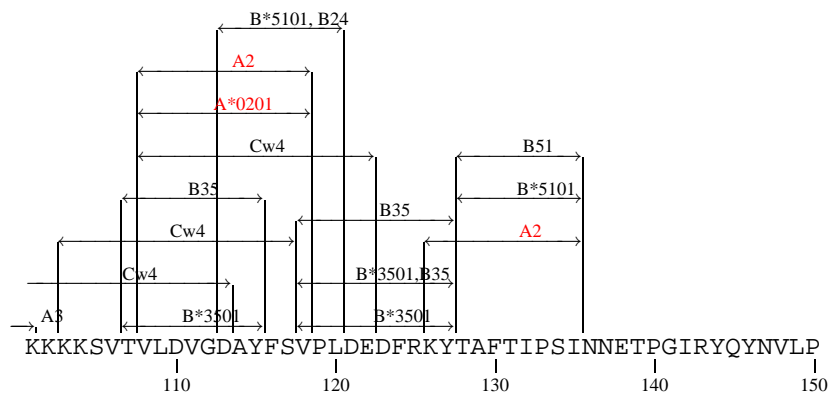 B*5101, B24
A2
A*0201
Cw4 B51
B35 B*5101
B35
Cw4 A2
Cw4 B*3501,B35
A3 B*3501 B*3501
KKKKSVTVLDVGDAYFSVPLDEDFRKYTAFTIPSINNETPGIRYQYNVLP
110 120 130 140 150